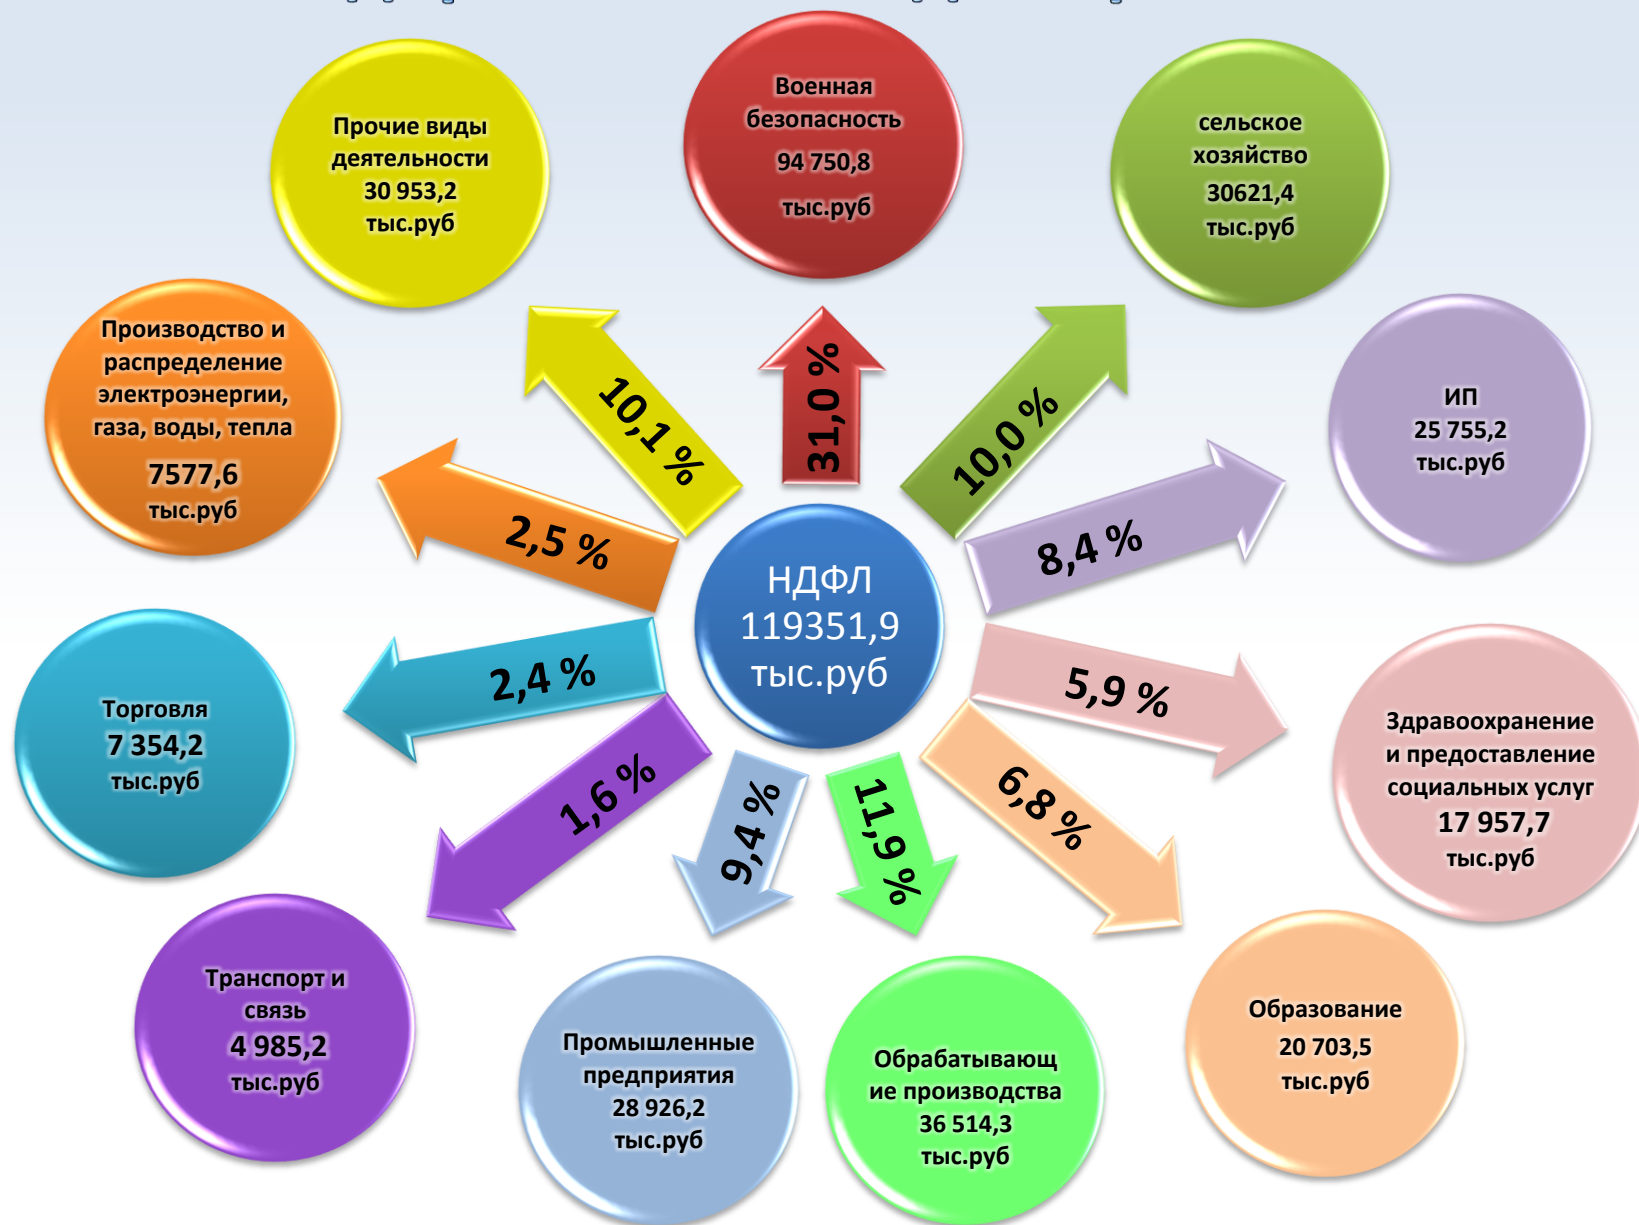 Военная
безопасность
94 750,8
тыс.руб
31,0 %
сельское
хозяйство
30621,4
тыс.руб
10,0 %
ИП
25 755,2
тыс.руб
8,4 %
Здравоохранение
и предоставление
социальных услуг
17 957,7
тыс.руб
5,9 %
Образование
20 703,5
тыс.руб
6,8 %
Обрабатывающ
ие производства
36 514,3
тыс.руб
11,9 %
Промышленные
предприятия
28 926,2
тыс.руб
9,4 %
Транспорт и
связь
4 985,2
тыс.руб
1,6 %
Торговля
7 354,2
тыс.руб
2,4 %
Производство и
распределение
электроэнергии,
газа, воды, тепла
7577,6
тыс.руб
2,5 %
Прочие виды
деятельности
30 953,2
тыс.руб
10,1 %
НДФЛ
119351,9
тыс.руб